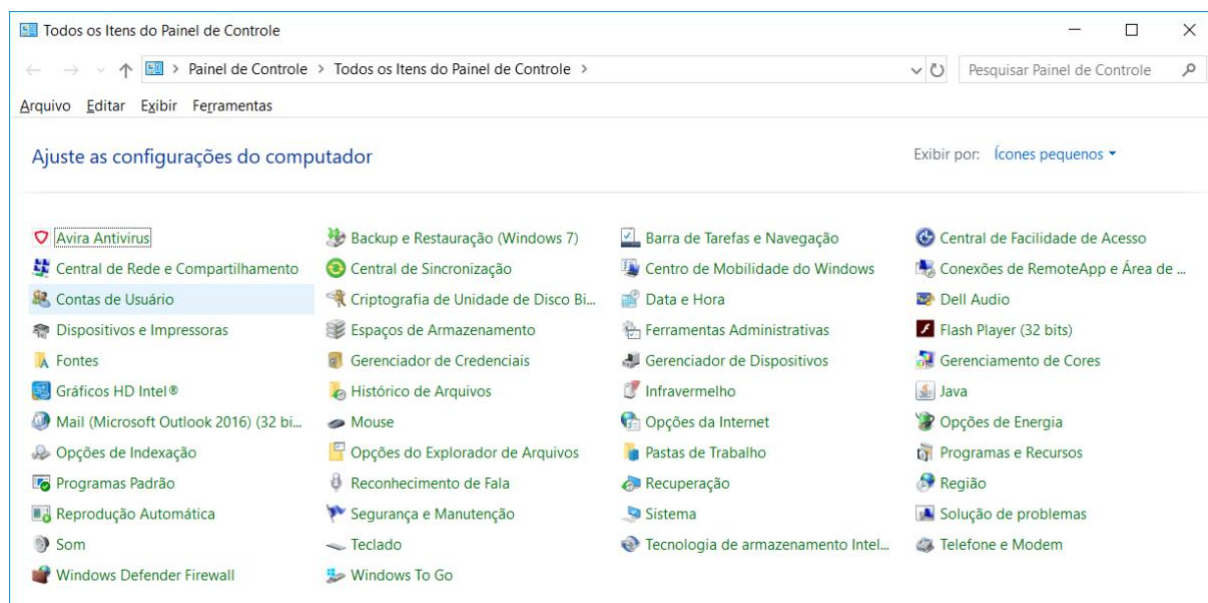 Todos os Itens do Painel de Controle
Painel de Controle > Todos os Itens do Painel de Controle >
Pesquisar Painel de Controle
Arquivo Editar Exibir Ferramentas
Ajuste as configurações do computador
Exibir por: Ícones pequenos
Avira Antivirus
Backup e Restauração (Windows 7)
Barra de Tarefas e Navegação
Central de Facilidade de Acesso
Central de Rede e Compartilhamento
Central de Sincronização
Centro de Mobilidade do Windows
Conexões de RemoteApp e Área de ...
Contas de Usuário
Criptografia de Unidade de Disco Bi...
Data e Hora
Dell Audio
Dispositivos e Impressoras
Espaços de Armazenamento
Ferramentas Administrativas
Flash Player (32 bits)
Fontes
Gerenciador de Credenciais
Gerenciador de Dispositivos
Gerenciamento de Cores
Gráficos HD Intel®
Histórico de Arquivos
Infravermelho
Java
Mail (Microsoft Outlook 2016) (32 bi...
Mouse
Opções da Internet
Opções de Energia
Opções de Indexação
Opções do Explorador de Arquivos
Pastas de Trabalho
Programas e Recursos
Programas Padrão
Reconhecimento de Fala
Recuperação
Região
Reprodução Automática
Segurança e Manutenção
Sistema
Solução de problemas
Som
Teclado
Tecnologia de armazenamento Intel...
Telefone e Modem
Windows Defender Firewall
Windows To Go